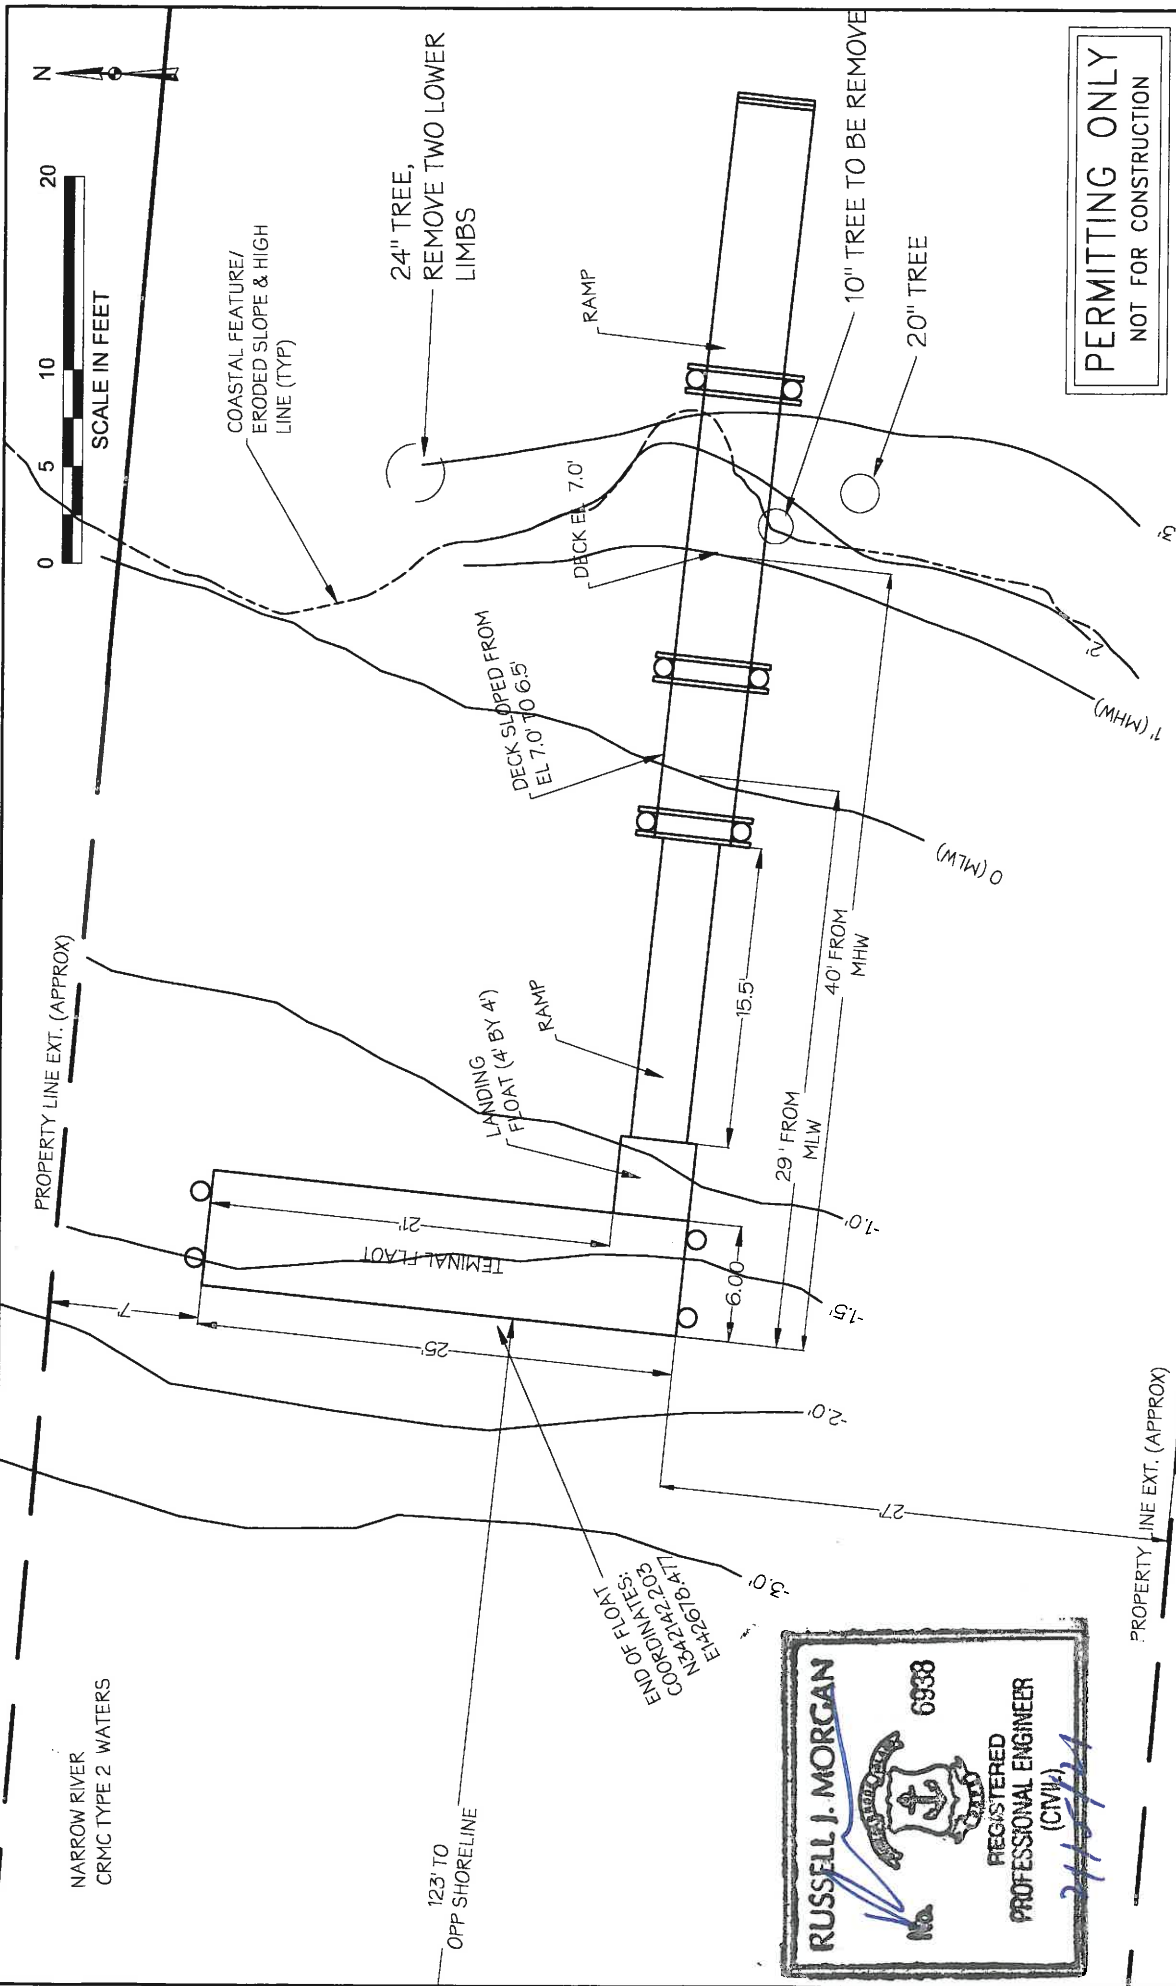 NARROW RIVER
CRMC TYPE 2 WATERS
PROPERTY LINE EXT. (APPROX)
0 5 10 20
SCALE IN FEET
N
COASTAL FEATURE/
ERODED SLOPE & HIGH
LINE (TYP)
24" TREE,
REMOVE TWO LOWER
LIMBS
7'
25'
21'
TEMINAL FLAOT
6.00
LANDING
FLOAT (4' BY 4')
RAMP
DECK SLOPED FROM
EL 7.0' TO 6.5'
DECK EL 7.0'
RAMP
123' TO
OPP SHORELINE
END OF FLOAT
CORDINATES:
N342142.203
E142678.477
15.5'
29' FROM
MLW
40' FROM
MHW
-3.0'
-2.0'
-1.5'
-1.0'
0 (MLW)
1' (MHW)
2'
3'
10" TREE TO BE REMOVE
20" TREE
27'
PROPERTY LINE EXT. (APPROX)
RUSSELL J. MORGAN
No.
6938
REGISTERED
PROFESSIONAL ENGINEER
(CIVIL)
PERMITTING ONLY
NOT FOR CONSTRUCTION